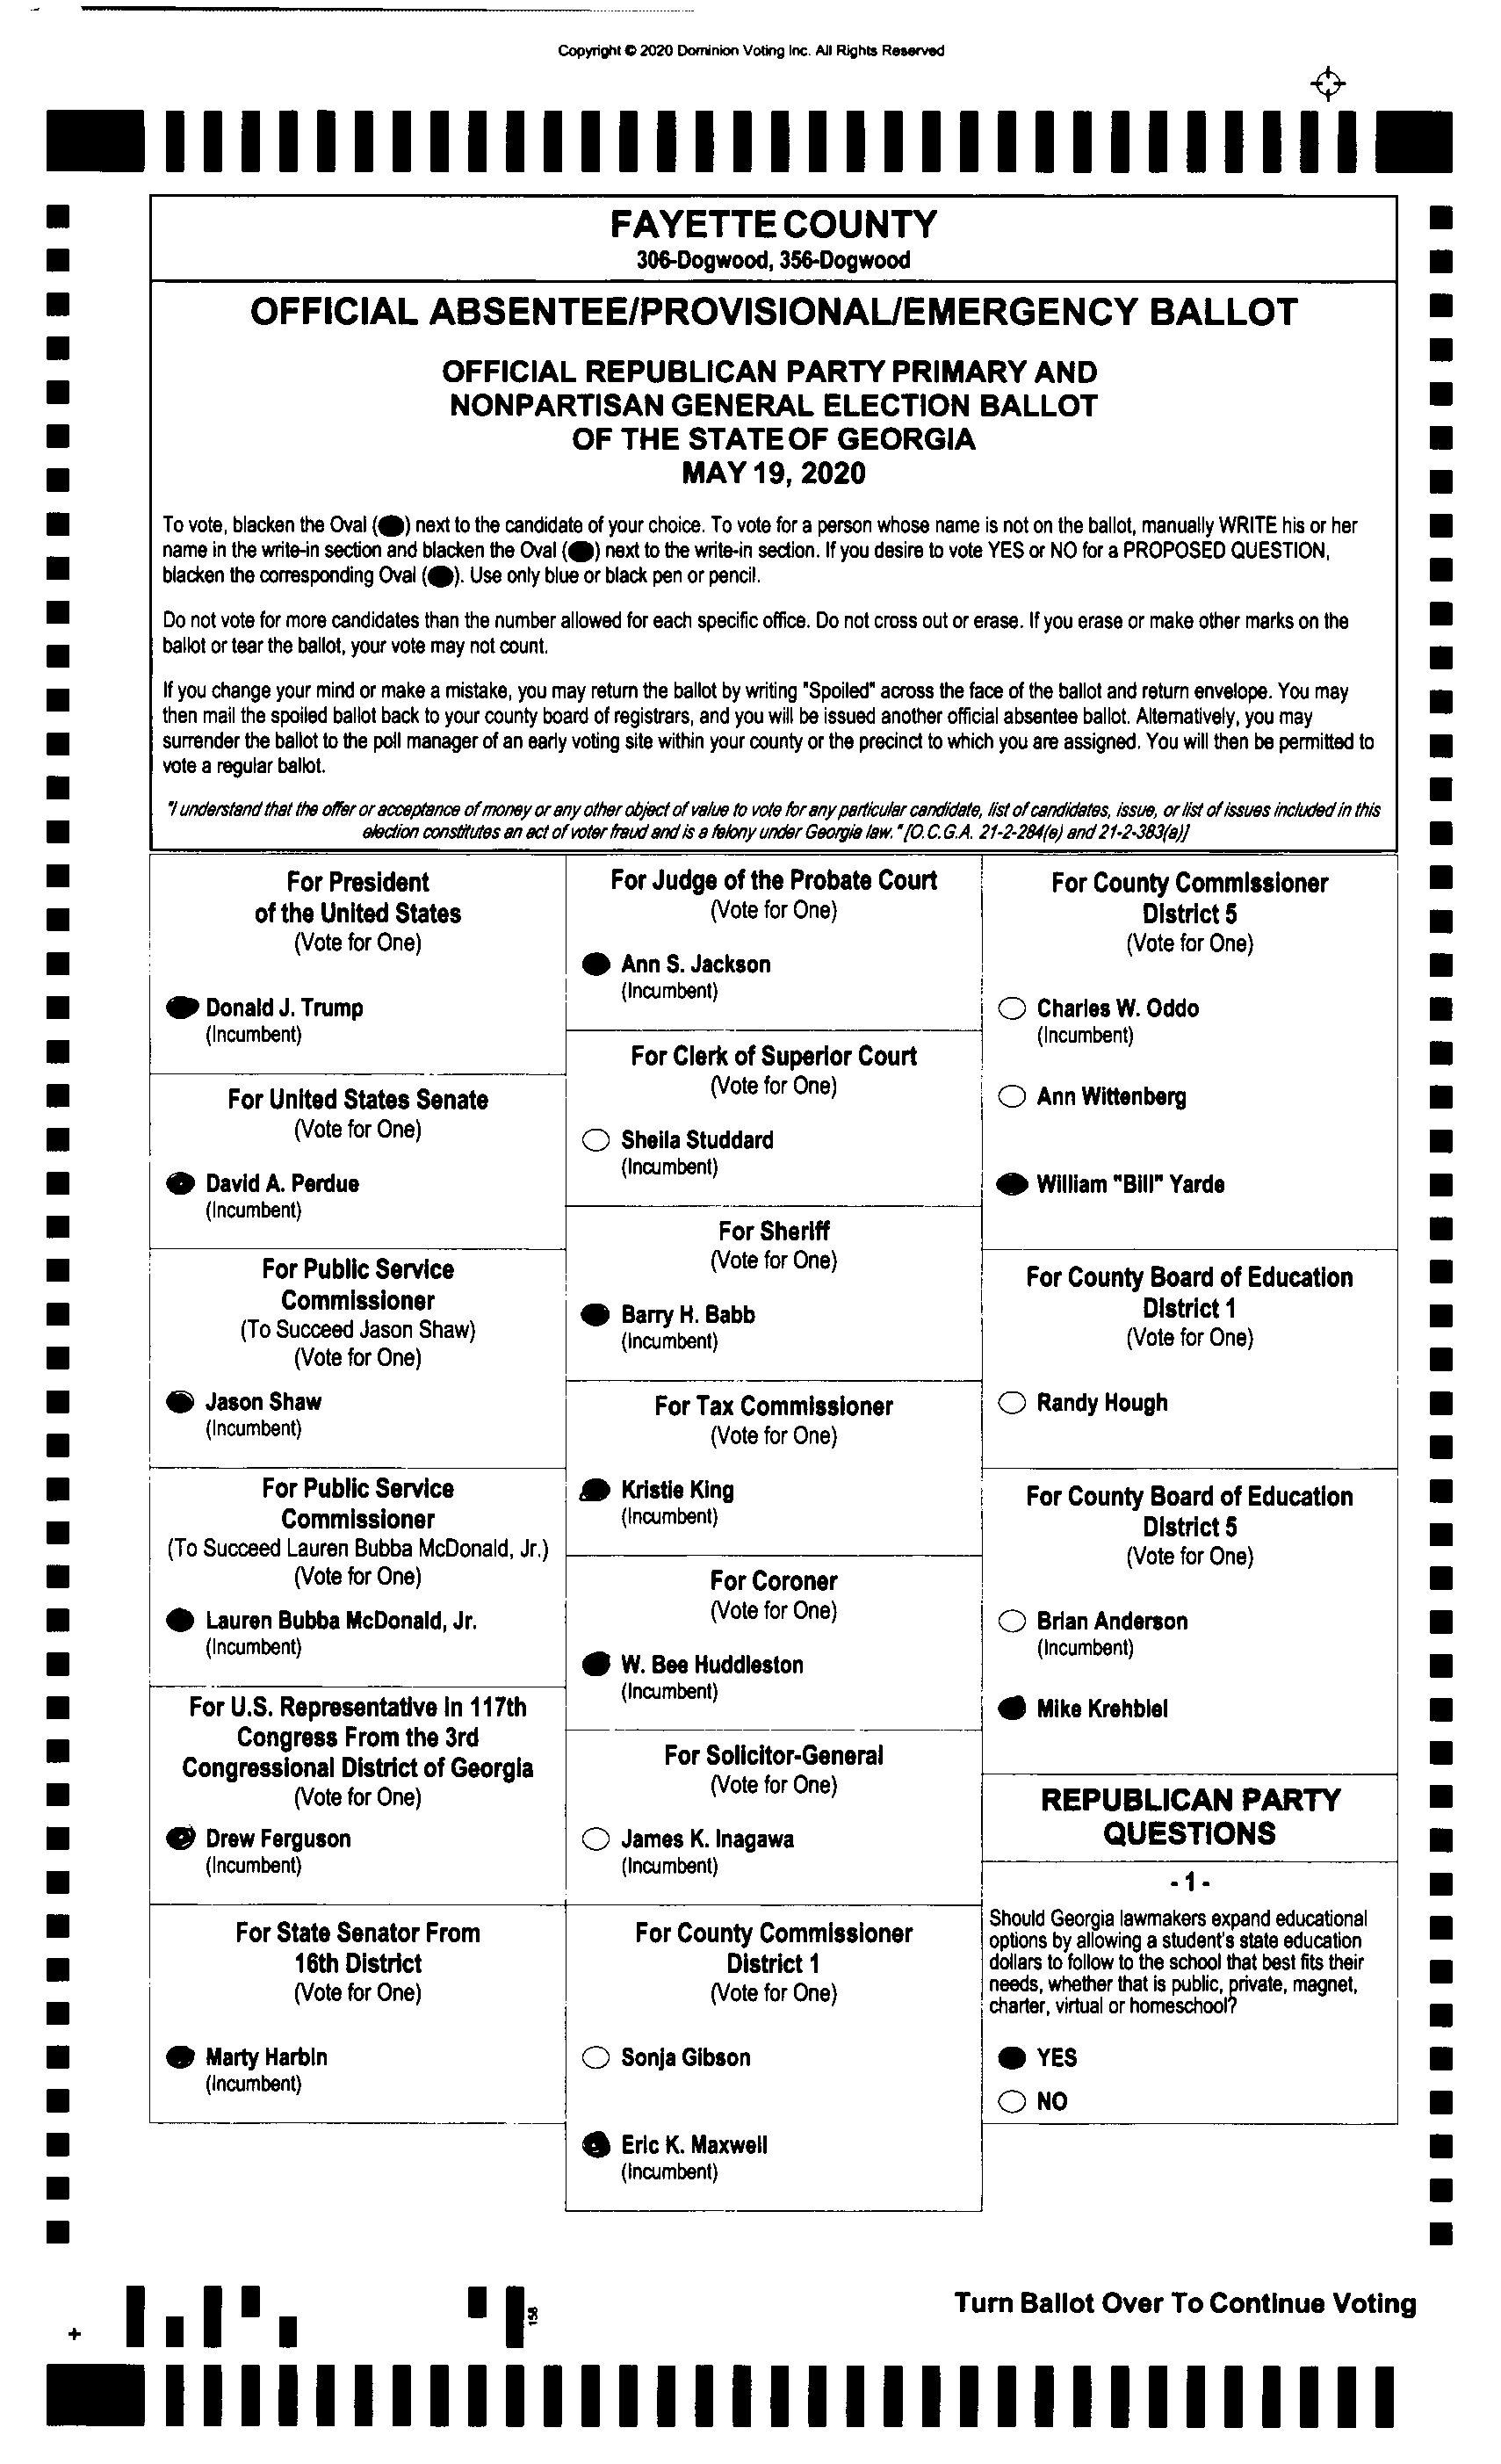 Copyright © 2020 Dominion Voting Inc. All Rights Reserved
FAYETTE COUNTY
306-Dogwood, 356-Dogwood
OFFICIAL ABSENTEE/PROVISIONAL/EMERGENCY BALLOT
OFFICIAL REPUBLICAN PARTY PRIMARY AND
NONPARTISAN GENERAL ELECTION BALLOT
OF THE STATE OF GEORGIA
MAY 19, 2020
To vote, blacken the Oval ( ) next to the candidate of your choice. To vote for a person whose name is not on the ballot, manually WRITE his or her
name in the write-in section and blacken the Oval ( ) next to the write-in section. If you desire to vote YES or NO for a PROPOSED QUESTION,
blacken the corresponding Oval ( ). Use only blue or black pen or pencil.
Do not vote for more candidates than the number allowed for each specific office. Do not cross out or erase. If you erase or make other marks on the
ballot or tear the ballot, your vote may not count.
If you change your mind or make a mistake, you may return the ballot by writing "Spoiled" across the face of the ballot and return envelope. You may
then mail the spoiled ballot back to your county board of registrars, and you will be issued another official absentee ballot. Alternatively, you may
surrender the ballot to the poll manager of an early voting site within your county or the precinct to which you are assigned. You will then be permitted to
vote a regular ballot.
"I understand that the offer or acceptance of money or any other object of value to vote for any particular candidate, list of candidates, issue, or list of issues included in this
election constitutes an act of voter fraud and is a felony under Georgia law." [O.C.G.A. 21-2-284(e) and 21-2-383(a)]
For President
of the United States
(Vote for One)
Donald J. Trump
(Incumbent)
For United States Senate
(Vote for One)
David A. Perdue
(Incumbent)
For Public Service
Commissioner
(To Succeed Jason Shaw)
(Vote for One)
Jason Shaw
(Incumbent)
For Public Service
Commissioner
(To Succeed Lauren Bubba McDonald, Jr.)
(Vote for One)
Lauren Bubba McDonald, Jr.
(Incumbent)
For U.S. Representative in 117th
Congress From the 3rd
Congressional District of Georgia
(Vote for One)
Drew Ferguson
(Incumbent)
For State Senator From
16th District
(Vote for One)
Marty Harbin
(Incumbent)
For Judge of the Probate Court
(Vote for One)
Ann S. Jackson
(Incumbent)
For Clerk of Superior Court
(Vote for One)
Sheila Studdard
(Incumbent)
For Sheriff
(Vote for One)
Barry H. Babb
(Incumbent)
For Tax Commissioner
(Vote for One)
Kristie King
(Incumbent)
For Coroner
(Vote for One)
W. Bee Huddleston
(Incumbent)
For Solicitor-General
(Vote for One)
James K. Inagawa
(Incumbent)
For County Commissioner
District 1
(Vote for One)
Sonja Gibson
Eric K. Maxwell
(Incumbent)
For County Commissioner
District 5
(Vote for One)
Charles W. Oddo
(Incumbent)
Ann Wittenberg
William "Bill" Yarde
For County Board of Education
District 1
(Vote for One)
Randy Hough
For County Board of Education
District 5
(Vote for One)
Brian Anderson
(Incumbent)
Mike Krehbiel
REPUBLICAN PARTY
QUESTIONS
- 1 -
Should Georgia lawmakers expand educational
options by allowing a student's state education
dollars to follow to the school that best fits their
needs, whether that is public, private, magnet,
charter, virtual or homeschool?
YES
NO
158
Turn Ballot Over To Continue Voting